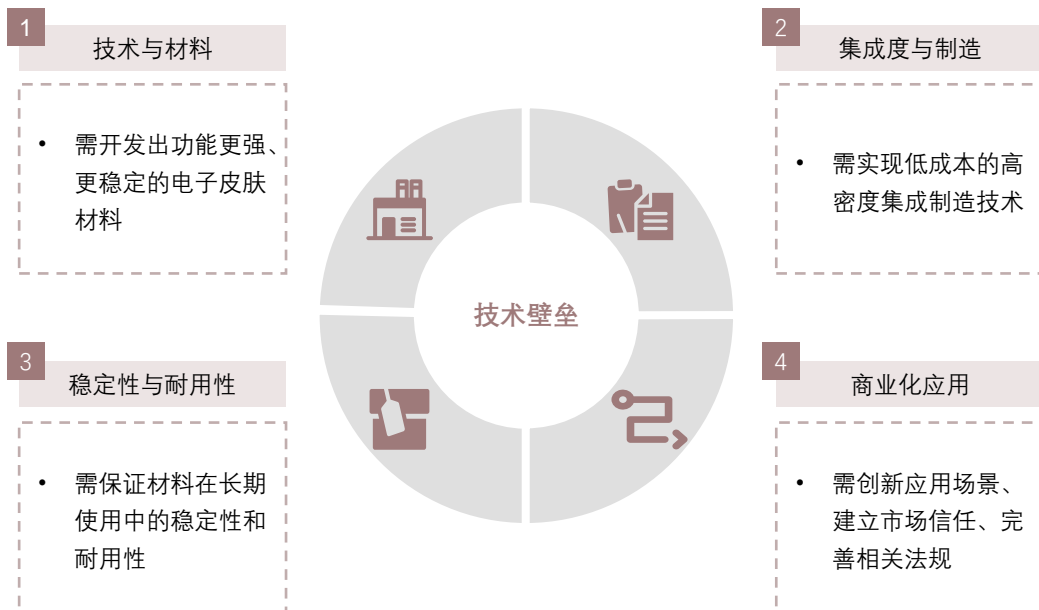 1
技术与材料
• 需开发出功能更强、
更稳定的电子皮肤
材料
2
集成度与制造
• 需实现低成本的高
密度集成制造技术
技术壁垒
3
稳定性与耐用性
• 需保证材料在长期
使用中的稳定性和
耐用性
4
商业化应用
• 需创新应用场景、
建立市场信任、完
善相关法规